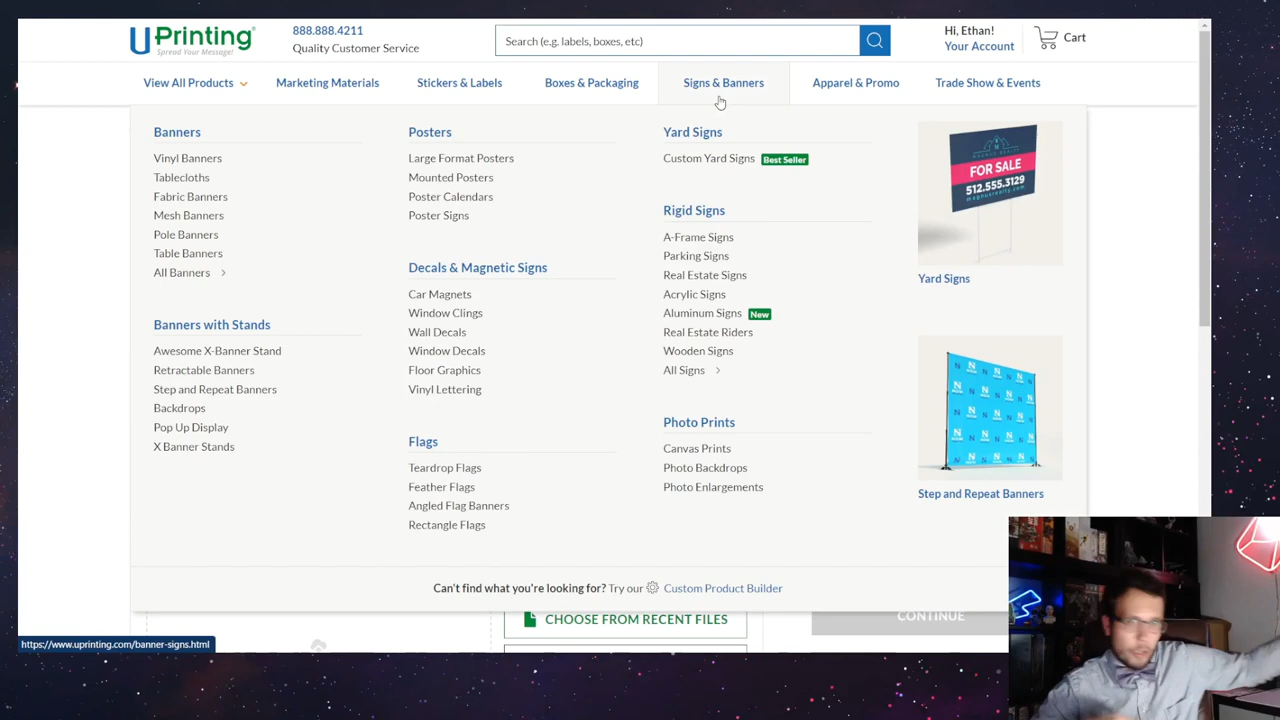 UPrinting
Spread Your Message!
888.888.4211
Quality Customer Service
Search (e.g. labels, boxes, etc)
Hi, Ethan!
Your Account
Cart
View All Products
Marketing Materials
Stickers & Labels
Boxes & Packaging
Signs & Banners
Apparel & Promo
Trade Show & Events
Banners
Vinyl Banners
Tablecloths
Fabric Banners
Mesh Banners
Pole Banners
Table Banners
All Banners
Banners with Stands
Awesome X-Banner Stand
Retractable Banners
Step and Repeat Banners
Backdrops
Pop Up Display
X Banner Stands
Posters
Large Format Posters
Mounted Posters
Poster Calendars
Poster Signs
Decals & Magnetic Signs
Car Magnets
Window Clings
Wall Decals
Window Decals
Floor Graphics
Vinyl Lettering
Flags
Teardrop Flags
Feather Flags
Angled Flag Banners
Rectangle Flags
Yard Signs
Custom Yard Signs Best Seller
Rigid Signs
A-Frame Signs
Parking Signs
Real Estate Signs
Acrylic Signs
Aluminum Signs New
Real Estate Riders
Wooden Signs
All Signs
Photo Prints
Canvas Prints
Photo Backdrops
Photo Enlargements
FOR SALE
512.555.3129
magnusrealty.com
Yard Signs
Step and Repeat Banners
Can't find what you're looking for? Try our Custom Product Builder
CHOOSE FROM RECENT FILES
CONTINUE
https://www.uprinting.com/banner-signs.html